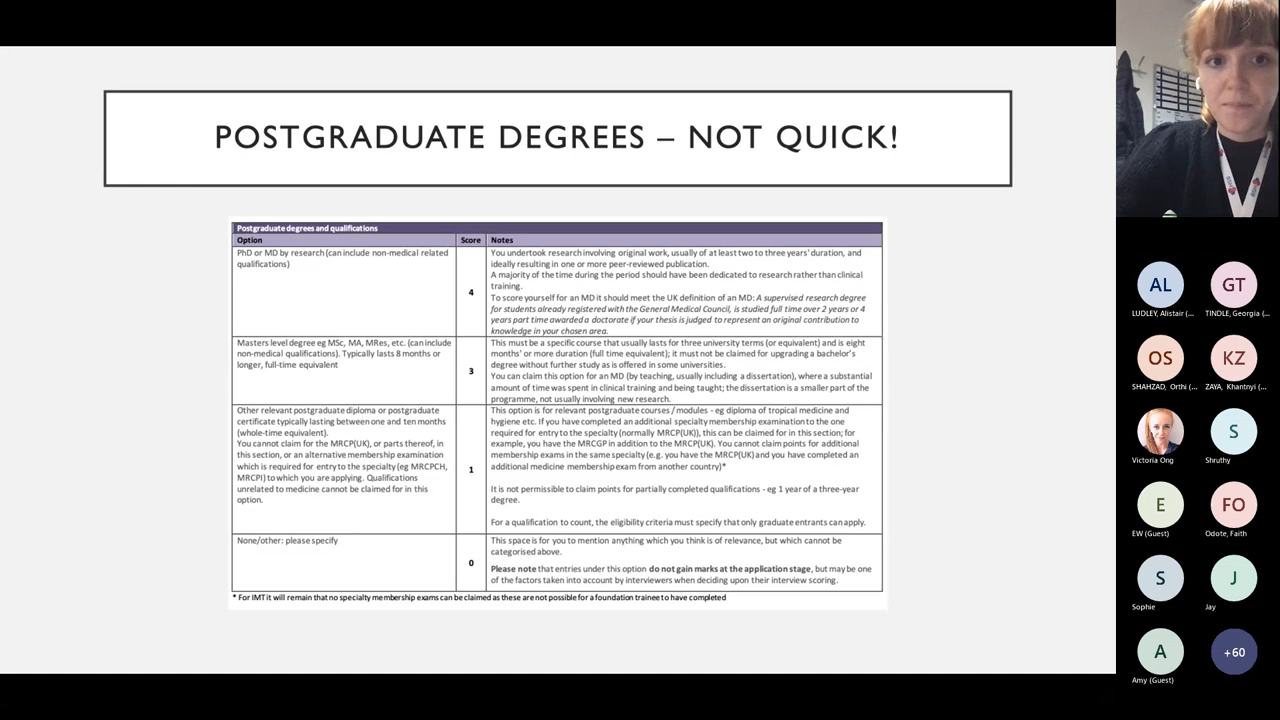 POSTGRADUATE DEGREES – NOT QUICK!
Postgraduate degrees and qualifications
Option
Score
Notes
PhD or MD by research (can include non-medical related
qualifications)
4
You undertook research involving original work, usually of at least two to three years' duration, and
ideally resulting in one or more peer-reviewed publication.
A majority of the time during the period should have been dedicated to research rather than clinical
training.
To score yourself for an MD it should meet the UK definition of an MD: A supervised research degree
for students already registered with the General Medical Council, is studied full time over 2 years or 4
years part time awarded a doctorate if your thesis is judged to represent an original contribution to
knowledge in your chosen area.
Masters level degree eg MSc, MA, MRes, etc. (can include
non-medical qualifications). Typically lasts 8 months or
longer, full-time equivalent
3
This must be a specific course that usually lasts for three university terms (or equivalent) and is eight
months' or more duration (full time equivalent); it must not be claimed for upgrading a bachelor's
degree without further study as is offered in some universities.
You can claim this option for an MD (by teaching, usually including a dissertation), where a substantial
amount of time was spent in clinical training and being taught; the dissertation is a smaller part of the
programme, not usually involving new research.
Other relevant postgraduate diploma or postgraduate
certificate typically lasting between one and ten months
(whole-time equivalent).
You cannot claim for the MRCP(UK), or parts thereof, in
this section, or an alternative membership examination
which is required for entry to the specialty (eg MRCPCH,
MRCPI) to which you are applying. Qualifications
unrelated to medicine cannot be claimed for in this
option.
1
This option is for relevant postgraduate courses / modules - eg diploma of tropical medicine and
hygiene etc. If you have completed an additional specialty membership examination to the one
required for entry to the specialty (normally MRCP(UK)), this can be claimed for in this section; for
example, you have the MRCGP in addition to the MRCP(UK). You cannot claim points for additional
membership exams in the same specialty (e.g. you have the MRCP(UK) and you have completed an
additional medicine membership exam from another country)*
It is not permissible to claim points for partially completed qualifications - eg 1 year of a three-year
degree.
For a qualification to count, the eligibility criteria must specify that only graduate entrants can apply.
None/other: please specify
0
This space is for you to mention anything which you think is of relevance, but which cannot be
categorised above.
Please note that entries under this option do not gain marks at the application stage, but may be one
of the factors taken into account by interviewers when deciding upon their interview scoring.
* For IMT it will remain that no specialty membership exams can be claimed as these are not possible for a foundation trainee to have completed
AL
GT
LUDLEY, Alistair (...
TINDLE, Georgia (...
OS
KZ
SHAHZAD, Orthi (...
ZAYA, Khantnyi (...
S
Victoria Ong
Shruthy
E
FO
EW (Guest)
Odote, Faith
S
J
Sophie
Jay
A
+60
Amy (Guest)